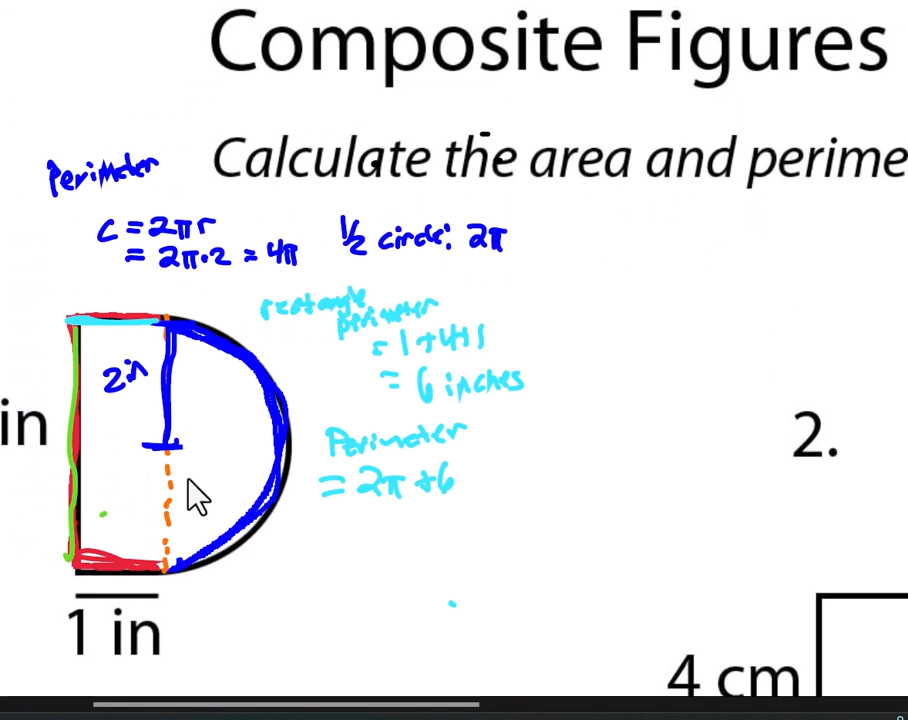 Composite Figures
Calculate the area and perime
Perimeter
C = 2πr
= 2π·2 = 4π
1/2 circle: 2π
rectangle
perimeter
= 1+4+1
= 6 inches
2in
in
Perimeter
= 2π+6
2.
1 in
4 cm